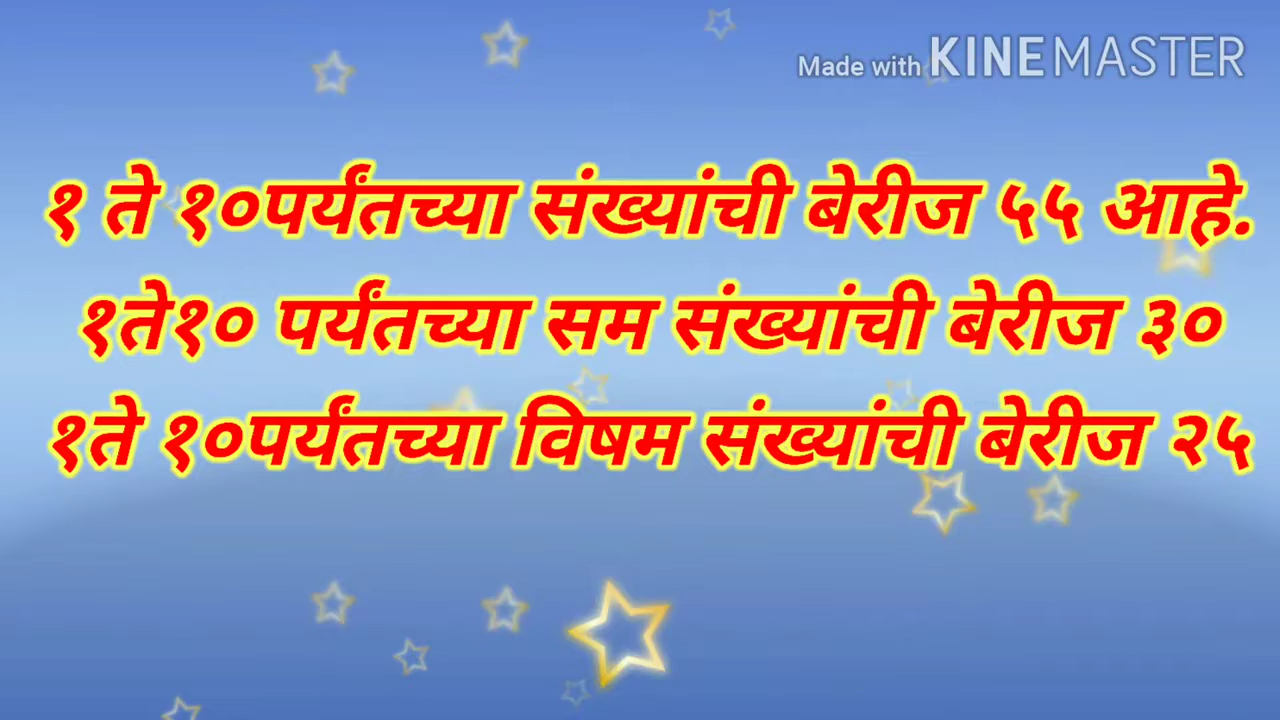 Made with KINEMASTER
१ ते १०पर्यंतच्या संख्यांची बेरीज ५५ आहे.
१ते१० पर्यंतच्या सम संख्यांची बेरीज ३०
१ते १०पर्यंतच्या विषम संख्यांची बेरीज २५